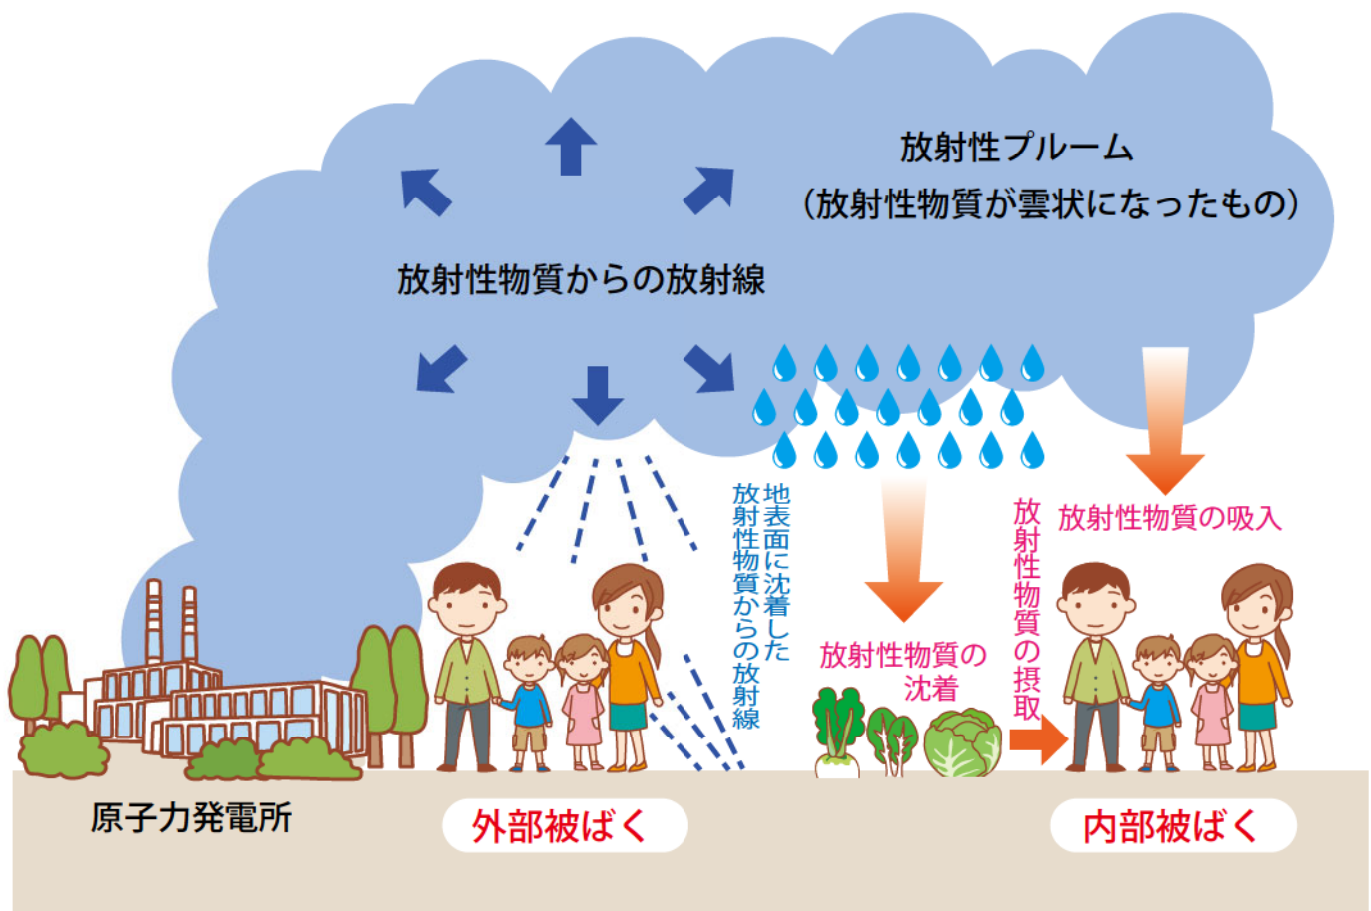 放射性プルーム
（放射性物質が雲状になったもの）
放射性物質からの放射線
地表面に沈着した
放射性物質からの放射線
放射性物質の
沈着
放射性物質の摂取
放射性物質の吸入
原子力発電所
外部被ばく
内部被ばく